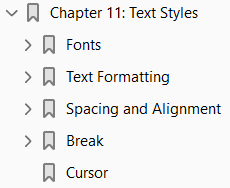 Chapter 11: Text Styles
Fonts
Text Formatting
Spacing and Alignment
Break
Cursor